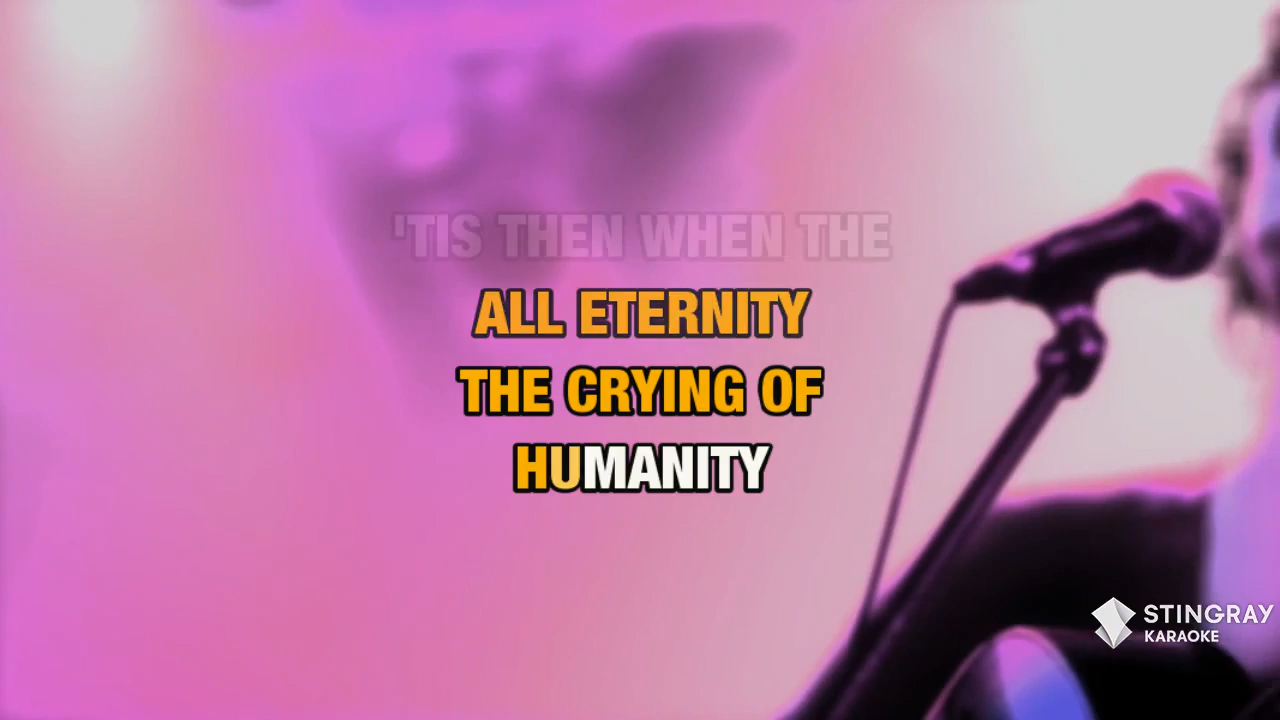 'TIS THEN WHEN THE
ALL ETERNITY
THE CRYING OF
HUMANITY
STINGRAY
KARAOKE